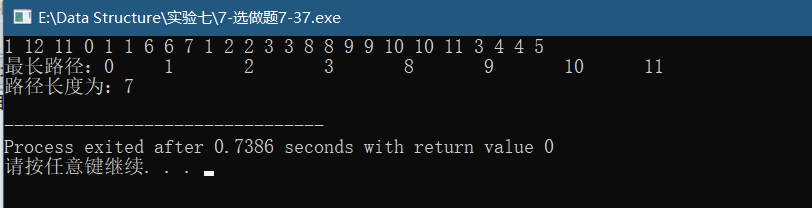 E:\Data Structure\实验七\7-选做题7-37.exe
1 12 11 0 1 1 6 6 7 1 2 2 3 3 8 8 9 9 10 10 11 3 4 4 5
最长路径：0 1 2 3 8 9 10 11
路径长度为：7
--------------------------------
Process exited after 0.7386 seconds with return value 0
请按任意键继续. . .